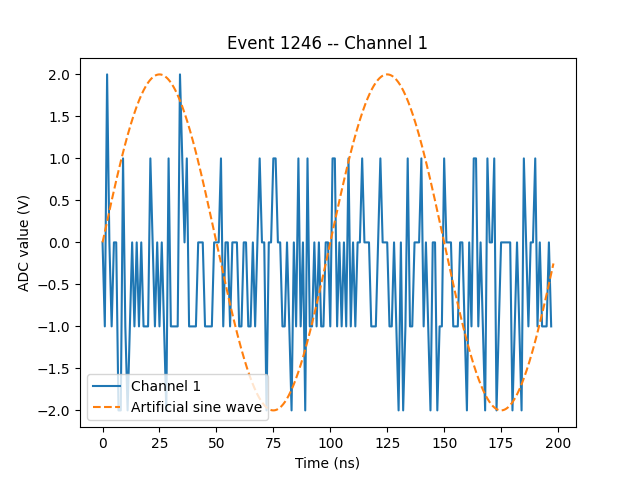 Event 1246 -- Channel 1
ADC value (V)
2.0
1.5
1.0
0.5
0.0
−0.5
−1.0
−1.5
−2.0
Channel 1
Artificial sine wave
0 25 50 75 100 125 150 175 200
Time (ns)